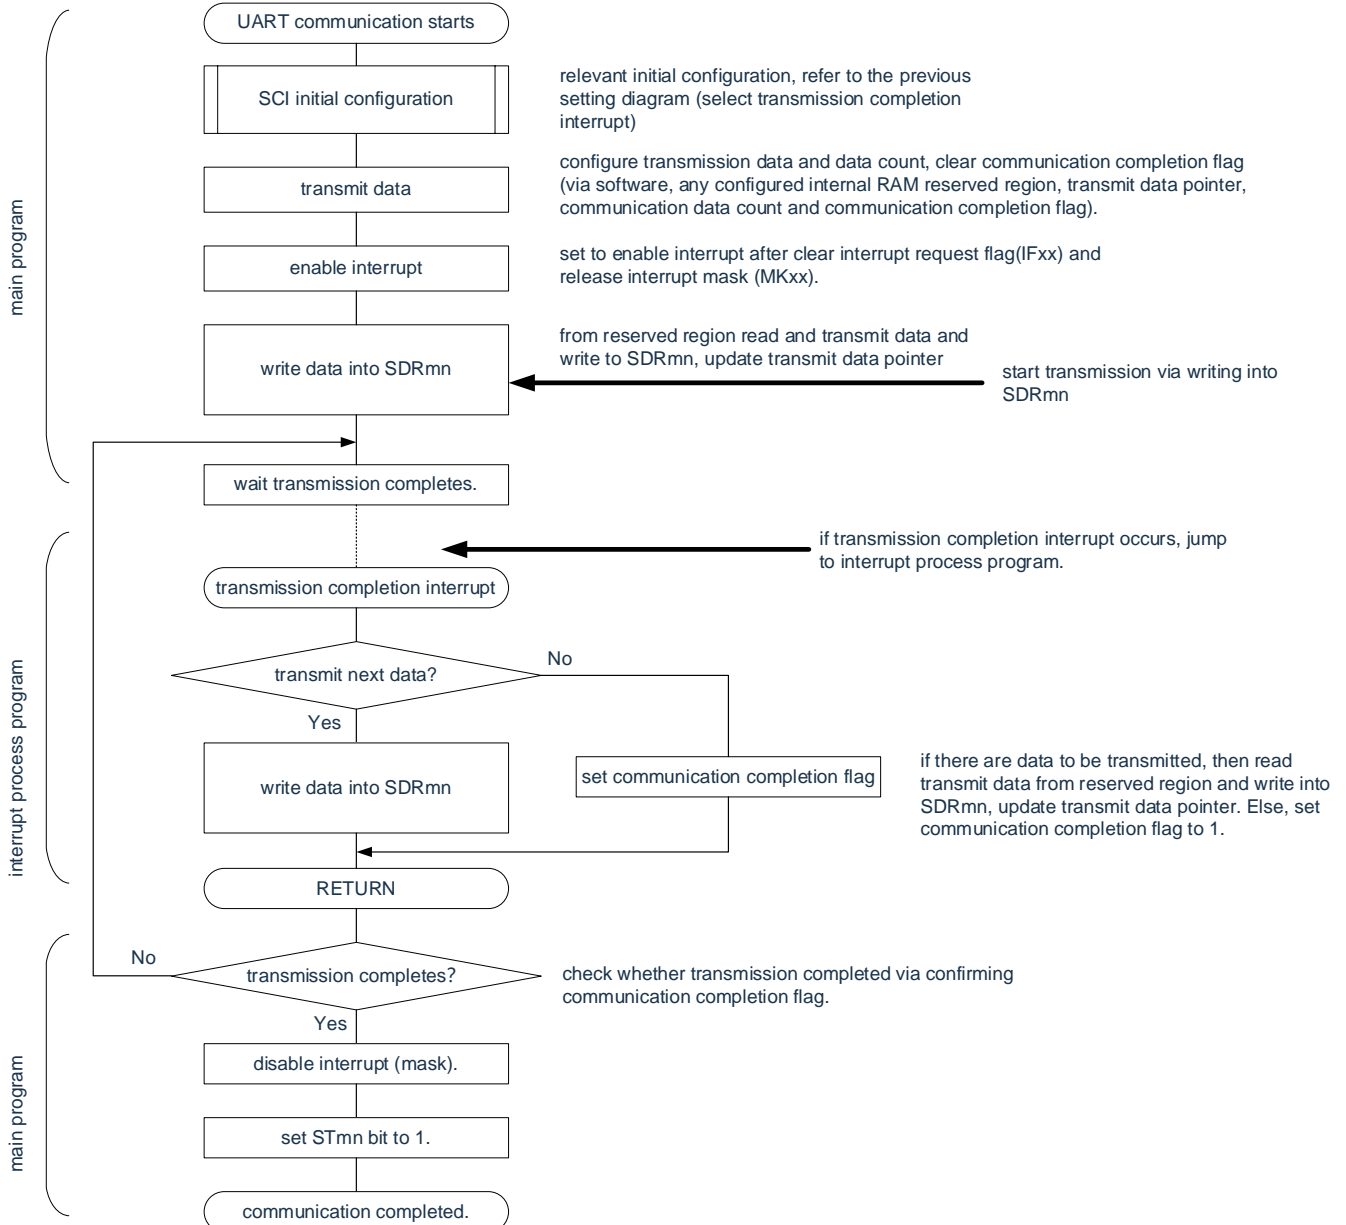 UART communication starts
SCI initial configuration
relevant initial configuration, refer to the previous
setting diagram (select transmission completion
interrupt)
transmit data
configure transmission data and data count, clear communication completion flag
(via software, any configured internal RAM reserved region, transmit data pointer,
communication data count and communication completion flag).
main program
enable interrupt
set to enable interrupt after clear interrupt request flag(IFxx) and
release interrupt mask (MKxx).
write data into SDRmn
from reserved region read and transmit data and
write to SDRmn, update transmit data pointer
start transmission via writing into
SDRmn
wait transmission completes.
if transmission completion interrupt occurs, jump
to interrupt process program.
transmission completion interrupt
interrupt process program
transmit next data?
No
Yes
write data into SDRmn
set communication completion flag
if there are data to be transmitted, then read
transmit data from reserved region and write into
SDRmn, update transmit data pointer. Else, set
communication completion flag to 1.
RETURN
No
transmission completes?
check whether transmission completed via confirming
communication completion flag.
Yes
main program
disable interrupt (mask).
set STmn bit to 1.
communication completed.